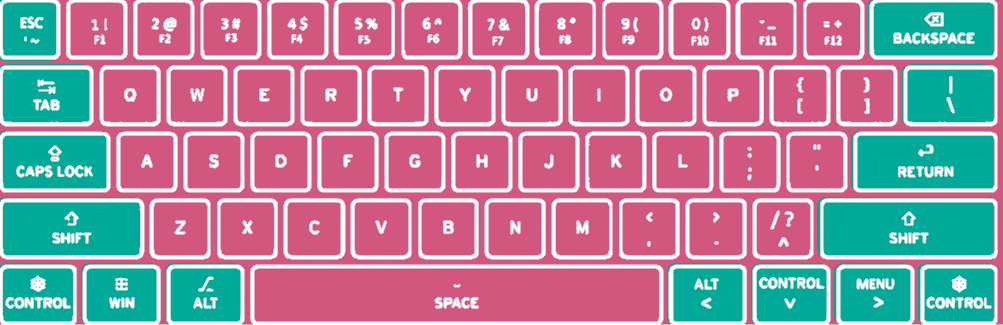 ESC 1 ! 2 @ 3 # 4 $ 5 % 6 ^ 7 & 8 * 9 ( 0 ) - _ = + BACKSPACE
' ~ F1 F2 F3 F4 F5 F6 F7 F8 F9 F10 F11 F12
TAB Q W E R T Y U I O P { [ } ] | \
CAPS LOCK A S D F G H J K L : ; " ' RETURN
SHIFT Z X C V B N M < , > . / ? ^ SHIFT
CONTROL WIN ALT SPACE ALT < CONTROL v MENU > CONTROL